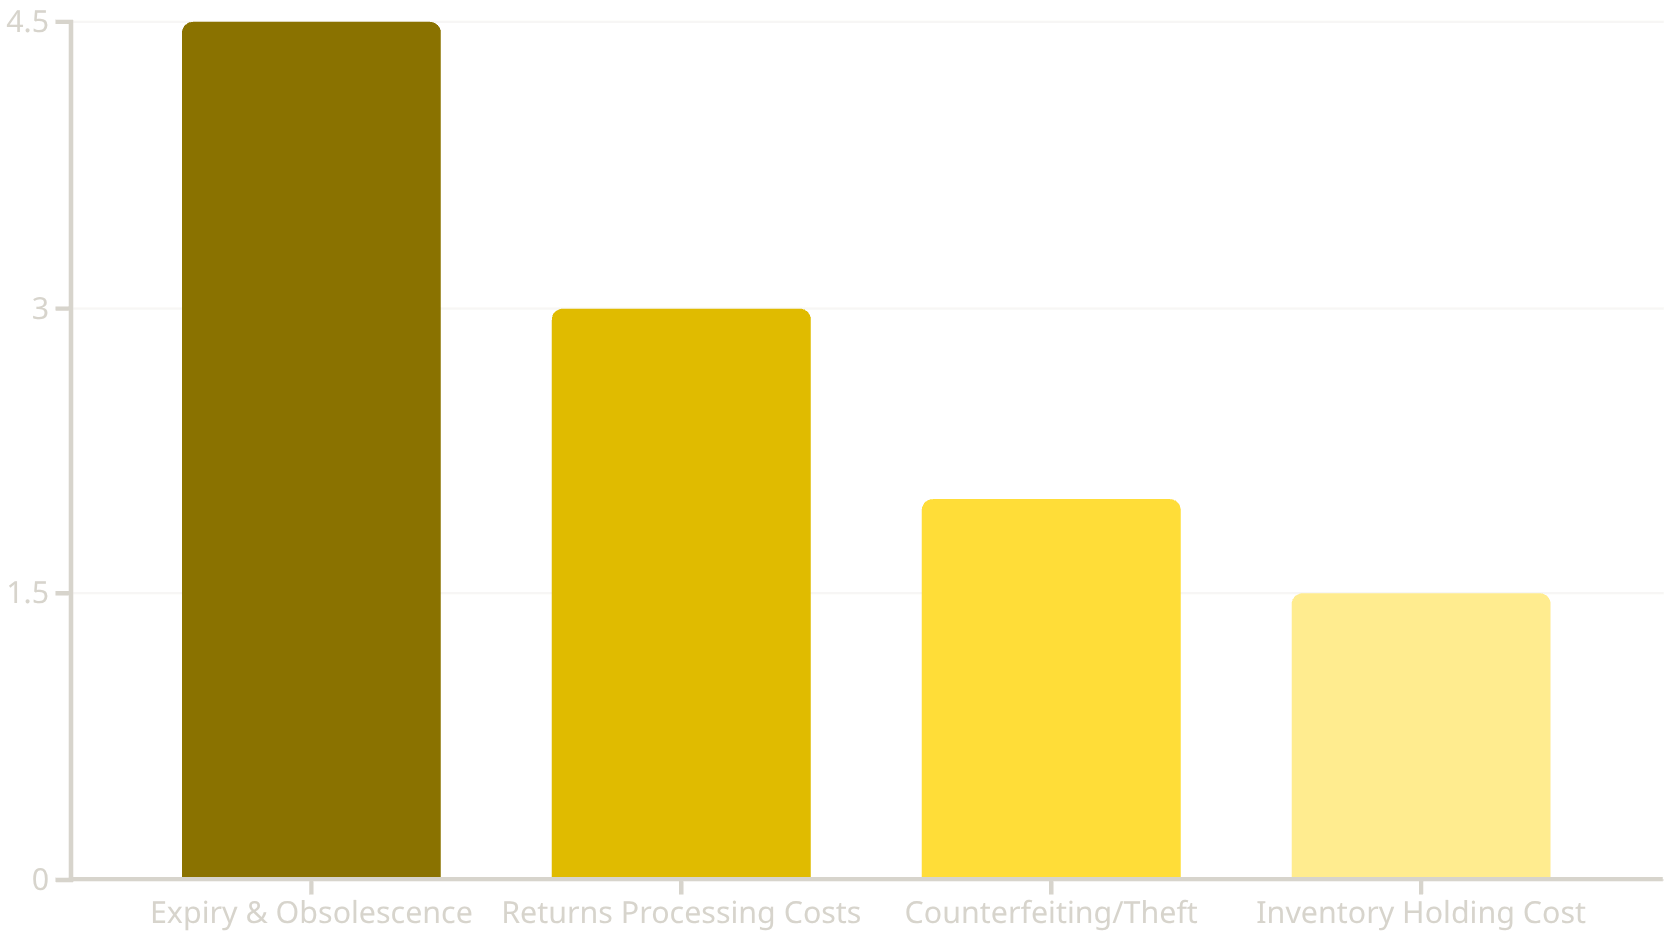 4.5
3
1.5
0
Expiry & Obsolescence
Returns Processing Costs
Counterfeiting/Theft
Inventory Holding Cost